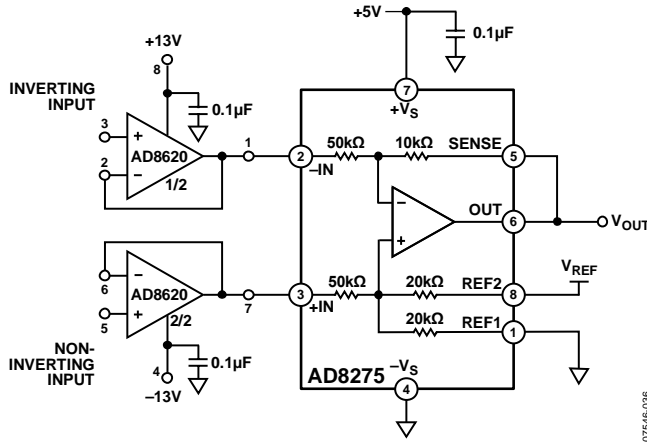 +5V
0.1µF
+13V
8
7
+VS
INVERTING
INPUT
0.1µF
3
+
AD8620
2
–
1/2
1
2
–IN
50kΩ
10kΩ
SENSE
5
–
+
OUT
6
VOUT
6
–
AD8620
5
+
2/2
7
3
+IN
50kΩ
20kΩ
REF2
8
VREF
20kΩ
REF1
1
NON-
INVERTING
INPUT
4
0.1µF
–13V
AD8275
–VS
4
07546-036